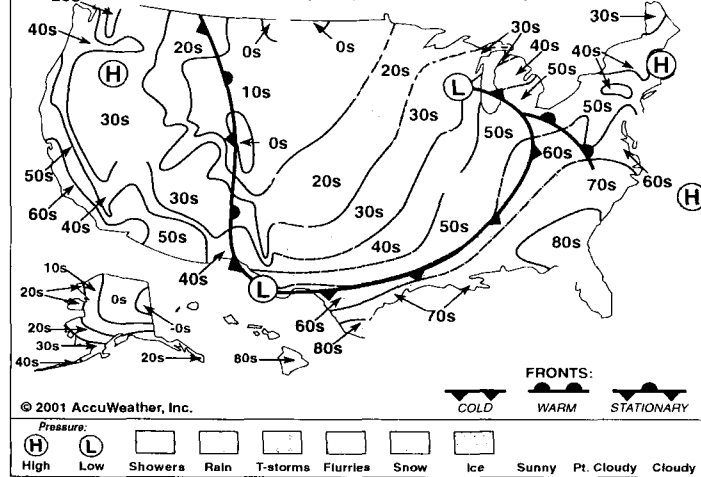 20s
40s
20s
0s
0s
20s
30s
40s
50s
30s
40s
H
H
L
10s
30s
50s
50s
30s
0s
50s
60s
50s
60s
70s
60s
H
20s
30s
30s
40s
50s
50s
40s
80s
40s
10s
20s
0s
L
-0s
60s
70s
20s
30s
40s
20s
80s
80s
FRONTS:
© 2001 AccuWeather, Inc.
COLD WARM STATIONARY
Pressure:
H L
High Low Showers Rain T-storms Flurries Snow Ice Sunny Pt. Cloudy Cloudy